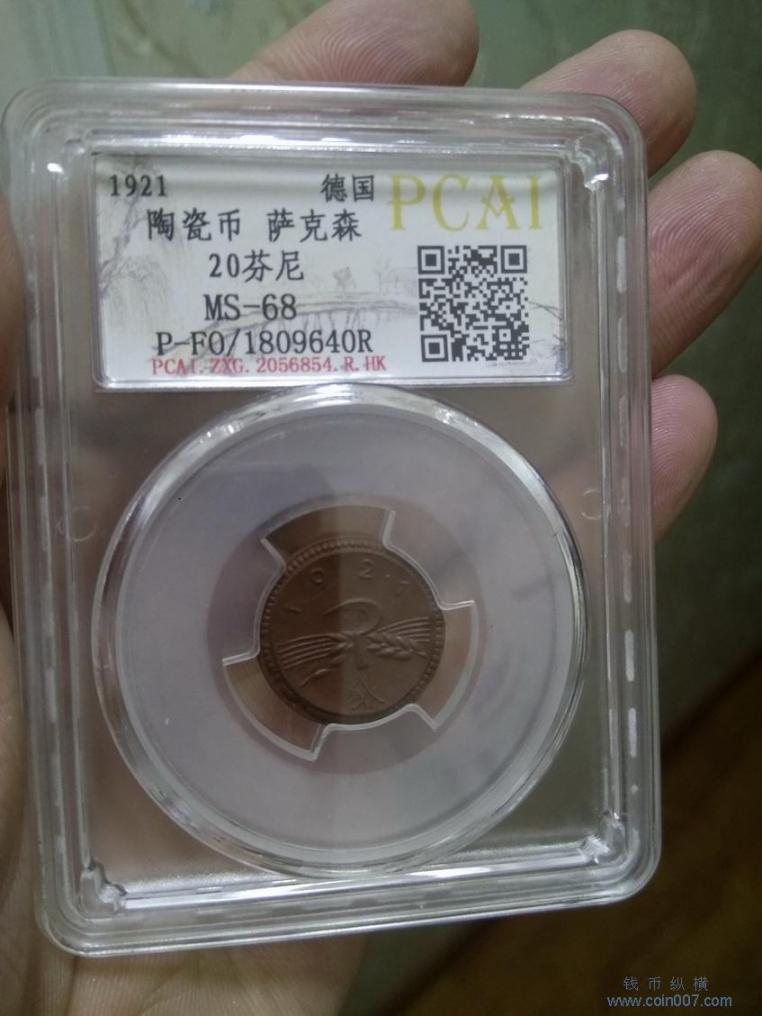 1921 德国 PCAI
陶瓷币 萨克森
20芬尼
MS-68
P-FO/1809640R
PCAI.ZXG.2056854.R.HK
1921
钱币纵横
www.coin007.com